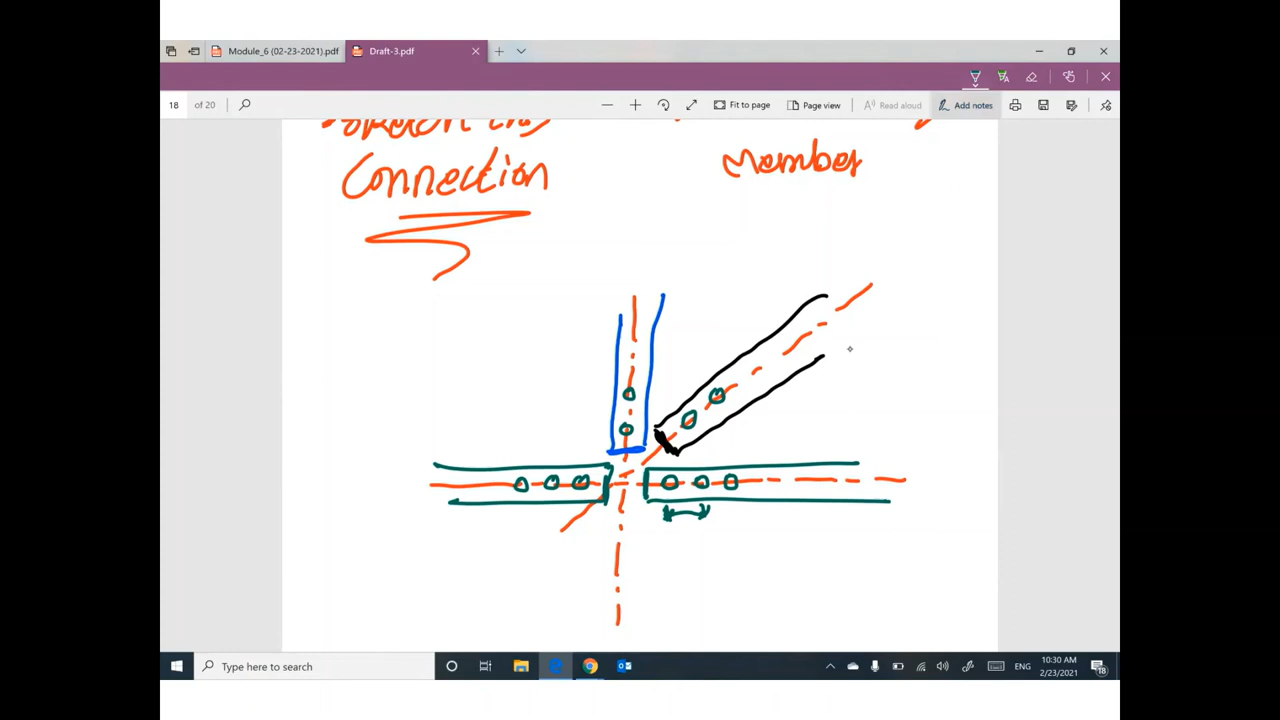 Module_6 (02-23-2021).pdf
Draft-3.pdf
18 of 20
Fit to page
Page view
Read aloud
Add notes
Connection
Member
Type here to search
ENG
10:30 AM
2/23/2021
18